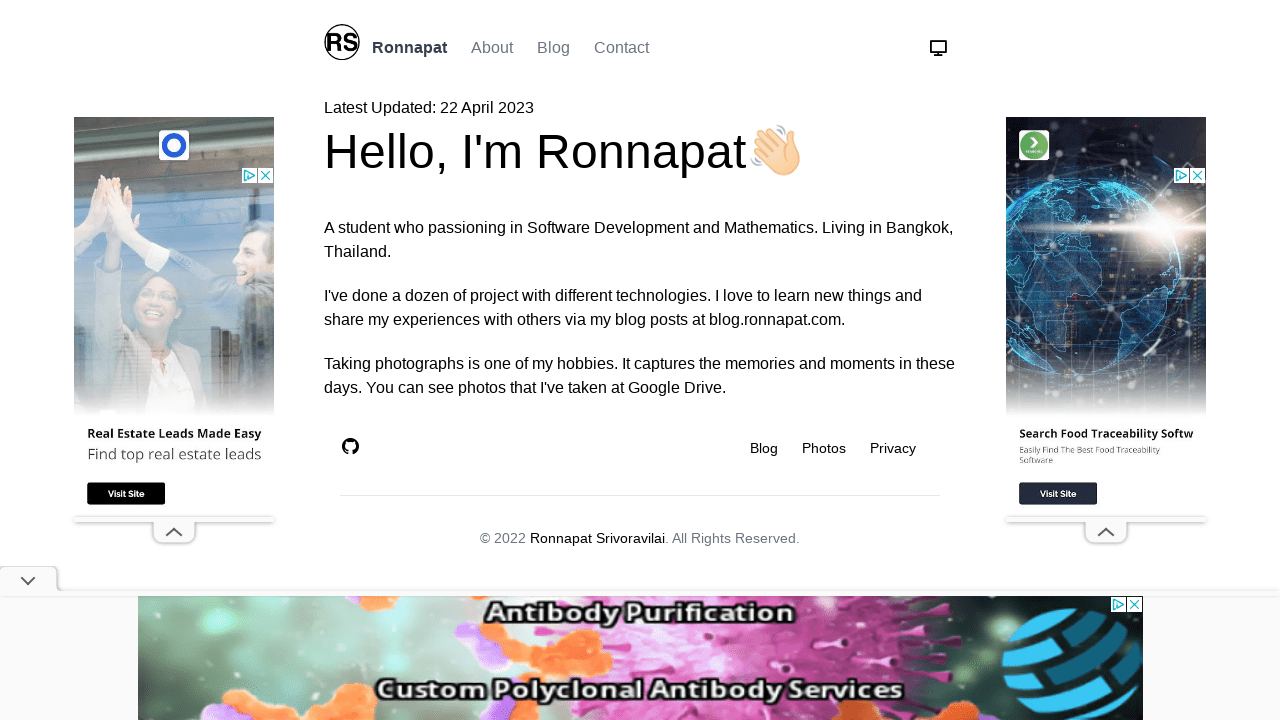 RS
Ronnapat About Blog Contact
Latest Updated: 22 April 2023
Hello, I'm Ronnapat👋🏼
A student who passioning in Software Development and Mathematics. Living in Bangkok,
Thailand.
I've done a dozen of project with different technologies. I love to learn new things and
share my experiences with others via my blog posts at blog.ronnapat.com.
Taking photographs is one of my hobbies. It captures the memories and moments in these
days. You can see photos that I've taken at Google Drive.
Blog Photos Privacy
© 2022 Ronnapat Srivoravilai. All Rights Reserved.
Real Estate Leads Made Easy
Find top real estate leads
Visit Site
Search Food Traceability Softw
Easily Find The Best Food Traceability
Software
Visit Site
Antibody Purification
Custom Polyclonal Antibody Services